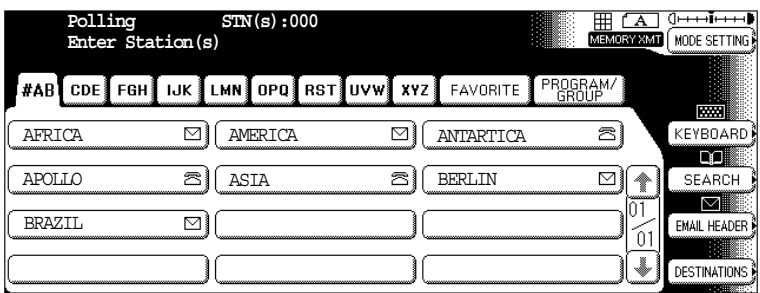 Polling STN(s):000
Enter Station(s)
A
MEMORY XMT
MODE SETTING
#AB CDE FGH IJK LMN OPQ RST UVW XYZ FAVORITE PROGRAM/
GROUP
AFRICA AMERICA ANTARTICA
KEYBOARD
APOLLO ASIA BERLIN
SEARCH
BRAZIL
01
01
EMAIL HEADER
DESTINATIONS